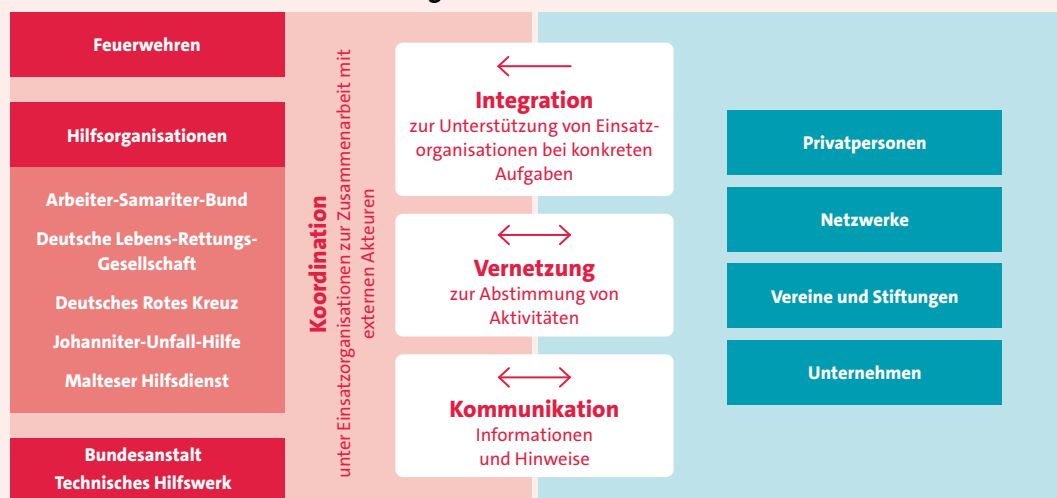 Feuerwehren
Hilfsorganisationen
Arbeiter-Samariter-Bund
Deutsche Lebens-Rettungs-
Gesellschaft
Deutsches Rotes Kreuz
Johanniter-Unfall-Hilfe
Malteser Hilfsdienst
Bundesanstalt
Technisches Hilfswerk
Koordination
unter Einsatzorganisationen zur Zusammenarbeit mit
externen Akteuren
Integration
zur Unterstützung von Einsatz-
organisationen bei konkreten
Aufgaben
Vernetzung
zur Abstimmung von
Aktivitäten
Kommunikation
Informationen
und Hinweise
Privatpersonen
Netzwerke
Vereine und Stiftungen
Unternehmen